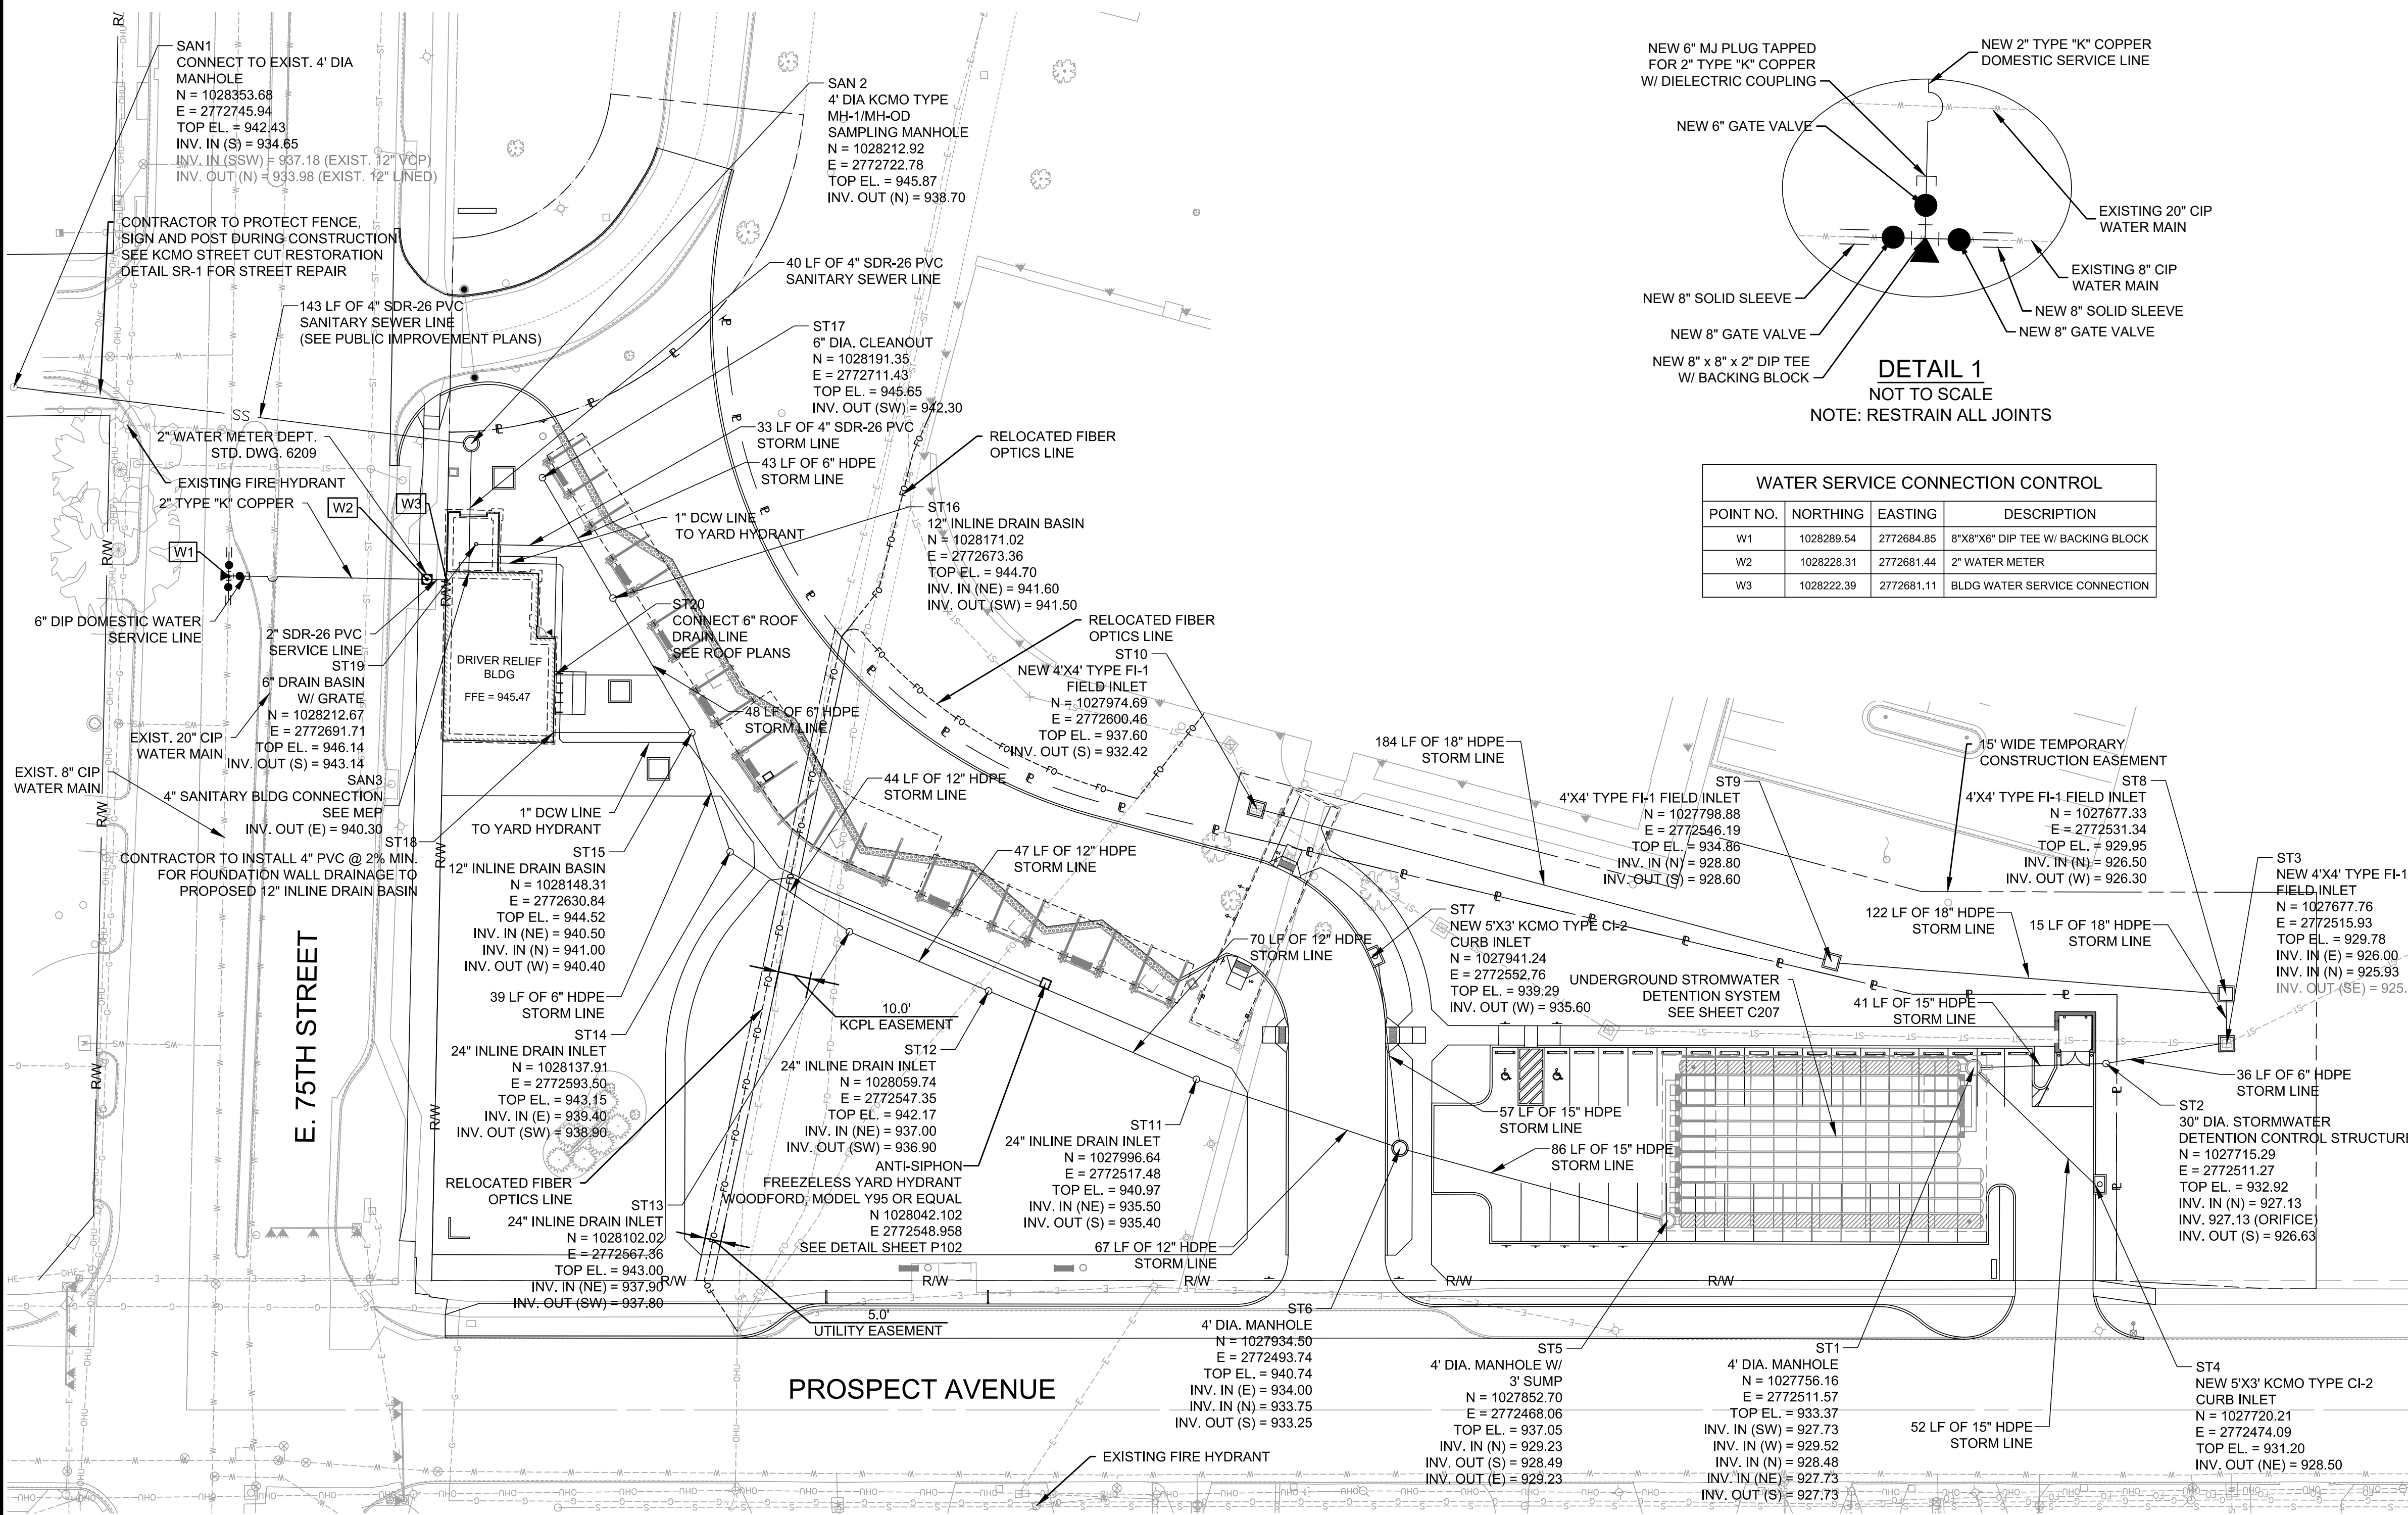 SAN1
CONNECT TO EXIST. 4' DIA
MANHOLE
N = 1028353.68
E = 2772745.94
TOP EL. = 942.43
INV. IN (S) = 934.65
INV. IN (SSW) = 937.18 (EXIST. 12" VCP)
INV. OUT (N) = 933.98 (EXIST. 12" LINED)
CONTRACTOR TO PROTECT FENCE,
SIGN AND POST DURING CONSTRUCTION
SEE KCMO STREET CUT RESTORATION
DETAIL SR-1 FOR STREET REPAIR
143 LF OF 4" SDR-26 PVC
SANITARY SEWER LINE
(SEE PUBLIC IMPROVEMENT PLANS)
SS
2" WATER METER DEPT.
STD. DWG. 6209
EXISTING FIRE HYDRANT
2" TYPE "K" COPPER
W1
W2
W3
6" DIP DOMESTIC WATER
SERVICE LINE
2" SDR-26 PVC
SERVICE LINE
ST19
6" DRAIN BASIN
W/ GRATE
N = 1028212.67
E = 2772691.71
TOP EL. = 946.14
INV. OUT (S) = 943.14
EXIST. 20" CIP
WATER MAIN
EXIST. 8" CIP
WATER MAIN
SAN3
4" SANITARY BLDG CONNECTION
SEE MEP
INV. OUT (E) = 940.30
ST18
CONTRACTOR TO INSTALL 4" PVC @ 2% MIN.
FOR FOUNDATION WALL DRAINAGE TO
PROPOSED 12" INLINE DRAIN BASIN
E. 75TH STREET
SAN 2
4' DIA KCMO TYPE
MH-1/MH-OD
SAMPLING MANHOLE
N = 1028212.92
E = 2772722.78
TOP EL. = 945.87
INV. OUT (N) = 938.70
40 LF OF 4" SDR-26 PVC
SANITARY SEWER LINE
ST17
6" DIA. CLEANOUT
N = 1028191.35
E = 2772711.43
TOP EL. = 945.65
INV. OUT (SW) = 942.30
33 LF OF 4" SDR-26 PVC
STORM LINE
43 LF OF 6" HDPE
STORM LINE
1" DCW LINE
TO YARD HYDRANT
RELOCATED FIBER
OPTICS LINE
ST16
12" INLINE DRAIN BASIN
N = 1028171.02
E = 2772673.36
TOP EL. = 944.70
INV. IN (NE) = 941.60
INV. OUT (SW) = 941.50
ST20
CONNECT 6" ROOF
DRAIN LINE
SEE ROOF PLANS
DRIVER RELIEF
BLDG
FFE = 945.47
48 LF OF 6" HDPE
STORM LINE
RELOCATED FIBER
OPTICS LINE
ST10
NEW 4'X4' TYPE FI-1
FIELD INLET
N = 1027974.69
E = 2772600.46
TOP EL. = 937.60
INV. OUT (S) = 932.42
1" DCW LINE
TO YARD HYDRANT
44 LF OF 12" HDPE
STORM LINE
47 LF OF 12" HDPE
STORM LINE
ST15
12" INLINE DRAIN BASIN
N = 1028148.31
E = 2772630.84
TOP EL. = 944.52
INV. IN (NE) = 940.50
INV. IN (N) = 941.00
INV. OUT (W) = 940.40
39 LF OF 6" HDPE
STORM LINE
ST14
24" INLINE DRAIN INLET
N = 1028137.91
E = 2772593.50
TOP EL. = 943.15
INV. IN (E) = 939.40
INV. OUT (SW) = 938.90
RELOCATED FIBER
OPTICS LINE
ST13
24" INLINE DRAIN INLET
N = 1028102.02
E = 2772567.36
TOP EL. = 943.00
INV. IN (NE) = 937.90
INV. OUT (SW) = 937.80
10.0'
KCPL EASEMENT
ST12
24" INLINE DRAIN INLET
N = 1028059.74
E = 2772547.35
TOP EL. = 942.17
INV. IN (NE) = 937.00
INV. OUT (SW) = 936.90
ANTI-SIPHON
FREEZELESS YARD HYDRANT
WOODFORD, MODEL Y95 OR EQUAL
N 1028042.102
E 2772548.958
SEE DETAIL SHEET P102
5.0'
UTILITY EASEMENT
ST11
24" INLINE DRAIN INLET
N = 1027996.64
E = 2772517.48
TOP EL. = 940.97
INV. IN (NE) = 935.50
INV. OUT (S) = 935.40
67 LF OF 12" HDPE
STORM LINE
70 LF OF 12" HDPE
STORM LINE
184 LF OF 18" HDPE
STORM LINE
ST7
NEW 5'X3' KCMO TYPE CI-2
CURB INLET
N = 1027941.24
E = 2772552.76
TOP EL. = 939.29
INV. OUT (W) = 935.60
ST9
4'X4' TYPE FI-1 FIELD INLET
N = 1027798.88
E = 2772546.19
TOP EL. = 934.86
INV. IN (N) = 928.80
INV. OUT (S) = 928.60
UNDERGROUND STROMWATER
DETENTION SYSTEM
SEE SHEET C207
15' WIDE TEMPORARY
CONSTRUCTION EASEMENT
ST8
4'X4' TYPE FI-1 FIELD INLET
N = 1027677.33
E = 2772531.34
TOP EL. = 929.95
INV. IN (N) = 926.50
INV. OUT (W) = 926.30
122 LF OF 18" HDPE
STORM LINE
15 LF OF 18" HDPE
STORM LINE
41 LF OF 15" HDPE
STORM LINE
ST3
NEW 4'X4' TYPE FI-1
FIELD INLET
N = 1027677.76
E = 2772515.93
TOP EL. = 929.78
INV. IN (E) = 926.00
INV. IN (N) = 925.93
INV. OUT (SE) = 925.
36 LF OF 6" HDPE
STORM LINE
ST2
30" DIA. STORMWATER
DETENTION CONTROL STRUCTURE
N = 1027715.29
E = 2772511.27
TOP EL. = 932.92
INV. IN (N) = 927.13
INV. 927.13 (ORIFICE)
INV. OUT (S) = 926.63
57 LF OF 15" HDPE
STORM LINE
86 LF OF 15" HDPE
STORM LINE
ST6
4' DIA. MANHOLE
N = 1027934.50
E = 2772493.74
TOP EL. = 940.74
INV. IN (E) = 934.00
INV. IN (N) = 933.75
INV. OUT (S) = 933.25
ST5
4' DIA. MANHOLE W/
3' SUMP
N = 1027852.70
E = 2772468.06
TOP EL. = 937.05
INV. IN (N) = 929.23
INV. OUT (S) = 928.49
INV. OUT (E) = 929.23
ST1
4' DIA. MANHOLE
N = 1027756.16
E = 2772511.57
TOP EL. = 933.37
INV. IN (SW) = 927.73
INV. IN (W) = 929.52
INV. IN (N) = 928.48
INV. IN (NE) = 927.73
INV. OUT (S) = 927.73
52 LF OF 15" HDPE
STORM LINE
ST4
NEW 5'X3' KCMO TYPE CI-2
CURB INLET
N = 1027720.21
E = 2772474.09
TOP EL. = 931.20
INV. OUT (NE) = 928.50
PROSPECT AVENUE
EXISTING FIRE HYDRANT
R/W R/W R/W R/W R/W
NEW 6" MJ PLUG TAPPED
FOR 2" TYPE "K" COPPER
W/ DIELECTRIC COUPLING
NEW 2" TYPE "K" COPPER
DOMESTIC SERVICE LINE
NEW 6" GATE VALVE
EXISTING 20" CIP
WATER MAIN
EXISTING 8" CIP
WATER MAIN
NEW 8" SOLID SLEEVE
NEW 8" SOLID SLEEVE
NEW 8" GATE VALVE
NEW 8" GATE VALVE
NEW 8" x 8" x 2" DIP TEE
W/ BACKING BLOCK
DETAIL 1
NOT TO SCALE
NOTE: RESTRAIN ALL JOINTS
WATER SERVICE CONNECTION CONTROL
POINT NO. NORTHING EASTING DESCRIPTION
W1 1028289.54 2772684.85 8"X8"X6" DIP TEE W/ BACKING BLOCK
W2 1028228.31 2772681.44 2" WATER METER
W3 1028222.39 2772681.11 BLDG WATER SERVICE CONNECTION